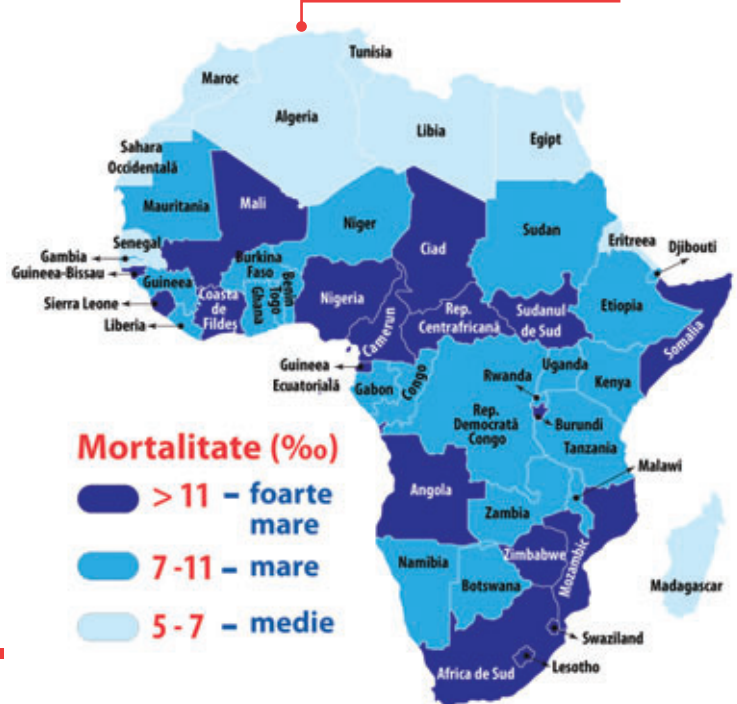 Tunisia
Maroc
Algeria
Libia
Egipt
Sahara
Occidentală
Mauritania
Mali
Niger
Ciad
Sudan
Eritreea
Djibouti
Senegal
Gambia
Guineea-Bissau
Guineea
Burkina
Faso
Benin
Togo
Ghana
Nigeria
Sierra Leone
Coasta
de
Fildeș
Liberia
Camerun
Rep.
Centrafricană
Sudanul
de Sud
Etiopia
Somalia
Guineea
Ecuatorială
Gabon
Congo
Rwanda
Uganda
Kenya
Rep.
Democrată
Congo
Burundi
Tanzania
Malawi
Angola
Zambia
Zimbabwe
Mozambic
Namibia
Botswana
Madagascar
Swaziland
Lesotho
Africa de Sud
Mortalitate (‰)
> 11 – foarte
mare
7 -11 – mare
5 - 7 – medie